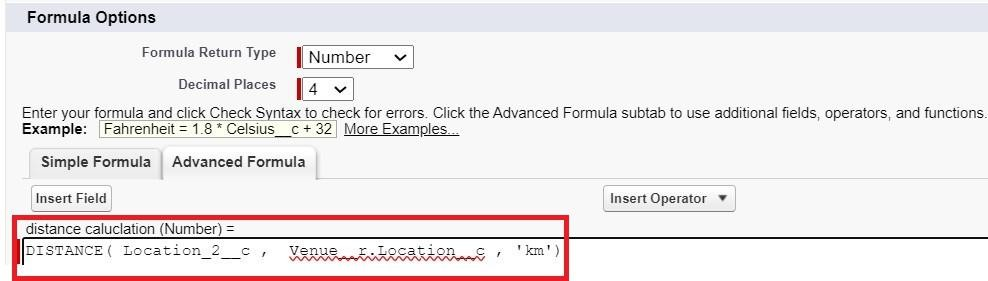 Formula Options
Formula Return Type Number
Decimal Places 4
Enter your formula and click Check Syntax to check for errors. Click the Advanced Formula subtab to use additional fields, operators, and functions.
Example: Fahrenheit = 1.8 * Celsius__c + 32 More Examples...
Simple Formula Advanced Formula
Insert Field Insert Operator
distance caluclation (Number) =
DISTANCE( Location_2__c , Venue__r.Location__c , 'km')